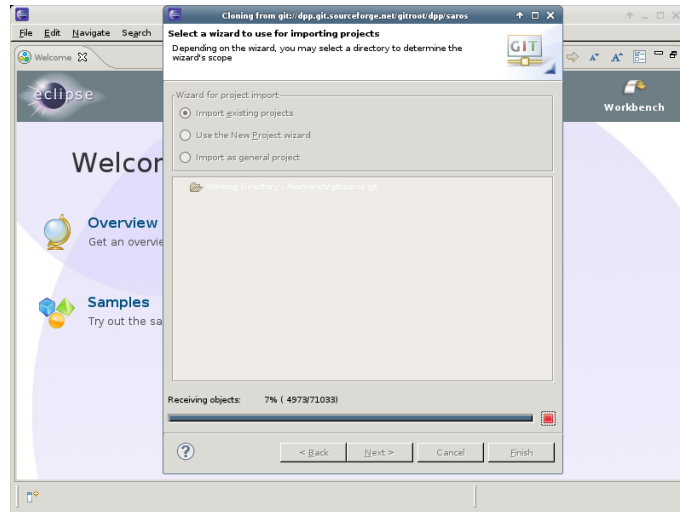 Cloning from git://dpp.git.sourceforge.net/gitroot/dpp/saros
File Edit Navigate Search
Select a wizard to use for importing projects
Depending on the wizard, you may select a directory to determine the
wizard's scope
GIT
Welcome
eclipse
Workbench
Wizard for project import
Import existing projects
Use the New Project wizard
Import as general project
Working Directory - /home/ich/git/saros.git
Welcor
Overview
Get an overvie
Samples
Try out the sa
Receiving objects: 7% ( 4973/71033)
< Back Next > Cancel Finish